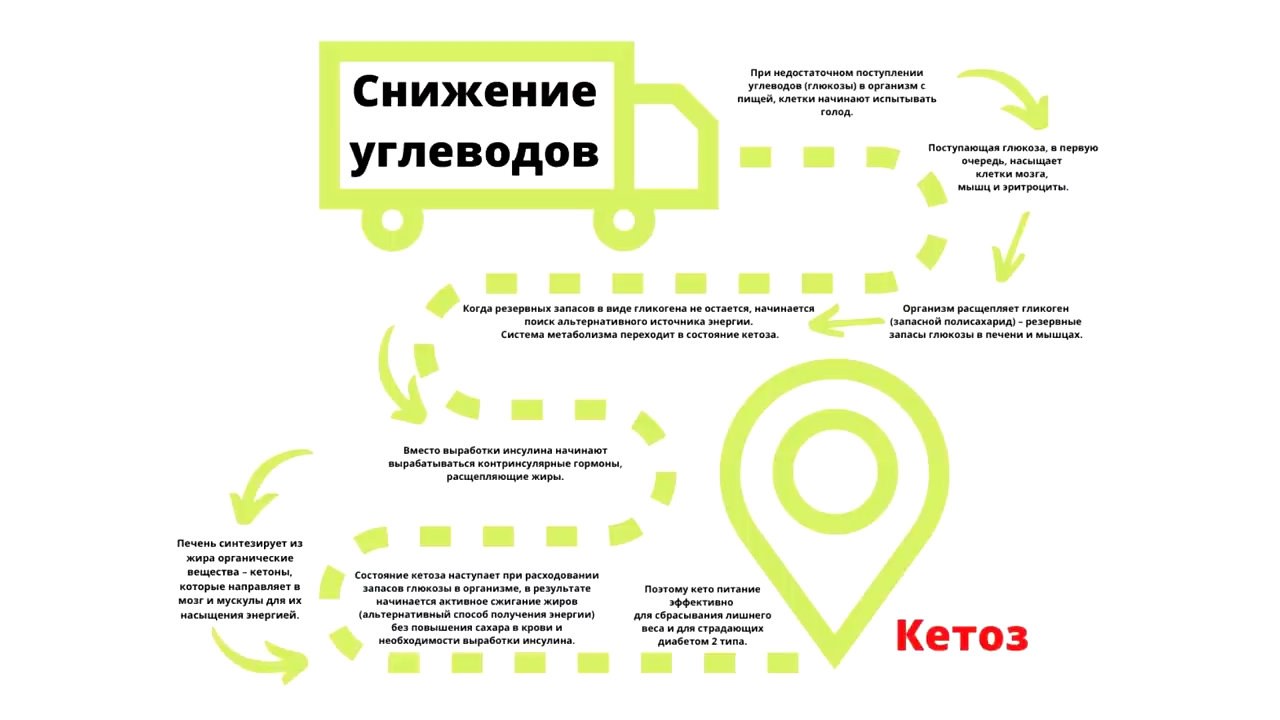 Снижение
углеводов
При недостаточном поступлении
углеводов (глюкозы) в организм с
пищей, клетки начинают испытывать
голод.
Поступающая глюкоза, в первую
очередь, насыщает
клетки мозга,
мышц и эритроциты.
Организм расщепляет гликоген
(запасной полисахарид) – резервные
запасы глюкозы в печени и мышцах.
Когда резервных запасов в виде гликогена не остается, начинается
поиск альтернативного источника энергии.
Система метаболизма переходит в состояние кетоза.
Вместо выработки инсулина начинают
вырабатываться контринсулярные гормоны,
расщепляющие жиры.
Печень синтезирует из
жира органические
вещества – кетоны,
которые направляет в
мозг и мускулы для их
насыщения энергией.
Состояние кетоза наступает при расходовании
запасов глюкозы в организме, в результате
начинается активное сжигание жиров
(альтернативный способ получения энергии)
без повышения сахара в крови и
необходимости выработки инсулина.
Поэтому кето питание
эффективно
для сбрасывания лишнего
веса и для страдающих
диабетом 2 типа.
Кетоз